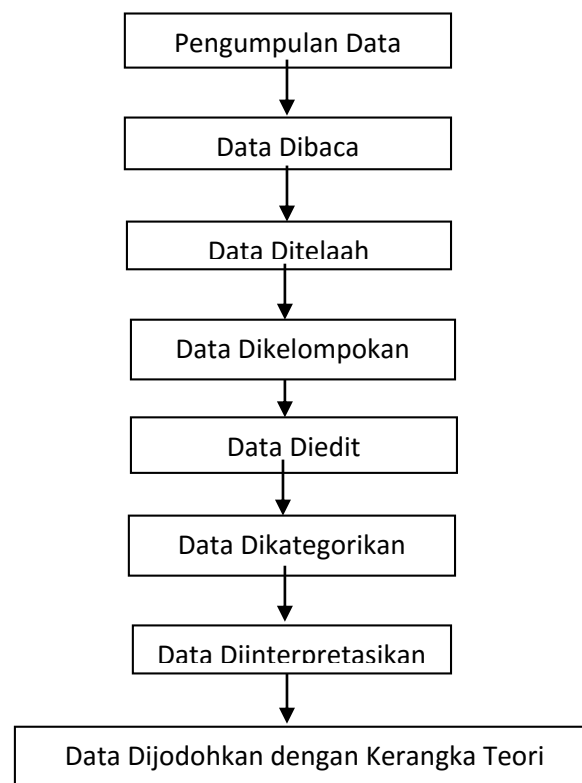 Pengumpulan Data
Data Dibaca
Data Ditelaah
Data Dikelompokan
Data Diedit
Data Dikategorikan
Data Diinterpretasikan
Data Dijodohkan dengan Kerangka Teori